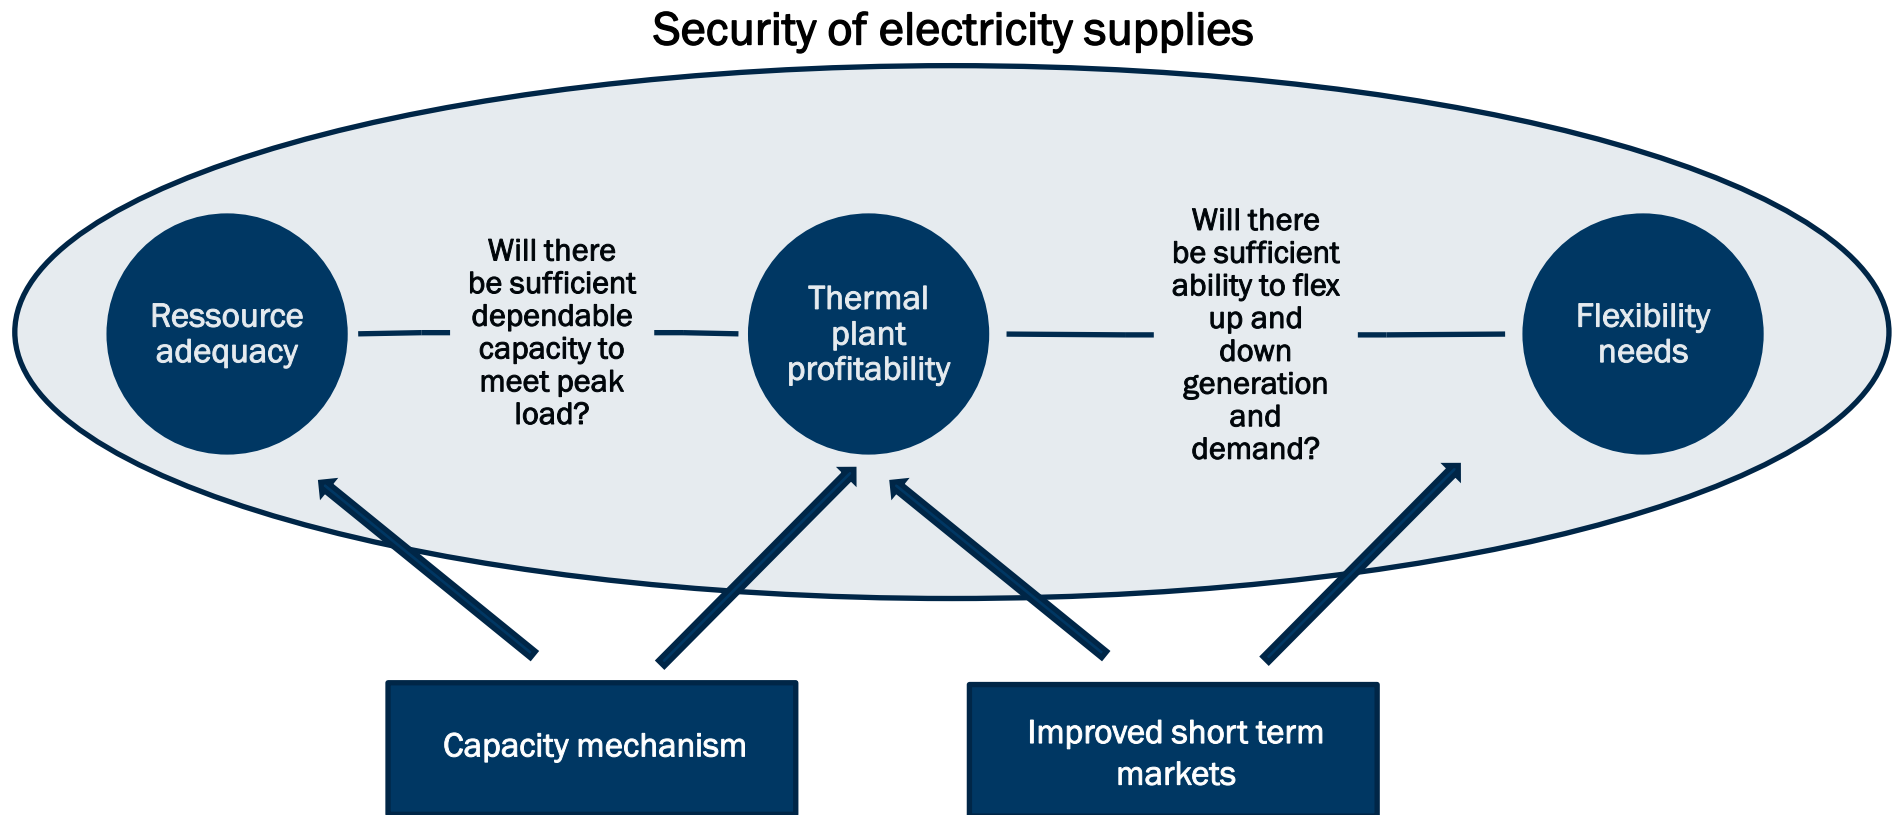 Security of electricity supplies
Ressource
adequacy
Will there
be sufficient
dependable
capacity to
meet peak
load?
Thermal
plant
profitability
Will there
be sufficient
ability to flex
up and
down
generation
and
demand?
Flexibility
needs
Capacity mechanism
Improved short term
markets